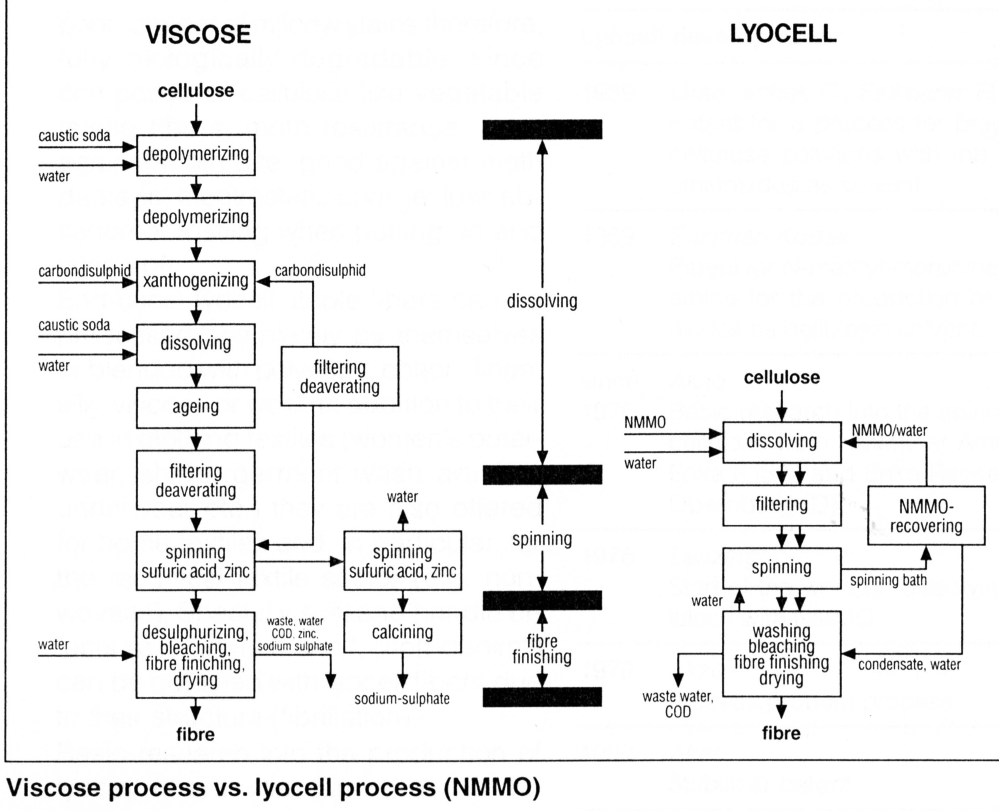 VISCOSE
cellulose
caustic soda
water
depolymerizing
depolymerizing
carbondisulphid
xanthogenizing
carbondisulphid
caustic soda
water
dissolving
filtering
deaverating
ageing
filtering
deaverating
spinning
sufuric acid, zinc
water
spinning
sufuric acid, zinc
water
desulphurizing,
bleaching,
fibre finiching,
drying
waste, water
COD. zinc.
sodium sulphate
calcining
sodium-sulphate
fibre
dissolving
spinning
fibre
finishing
LYOCELL
cellulose
NMMO
water
dissolving
NMMO/water
filtering
NMMO-
recovering
spinning
spinning bath
water
washing
bleaching
fibre finishing
drying
condensate, water
waste water,
COD
fibre
Viscose process vs. lyocell process (NMMO)